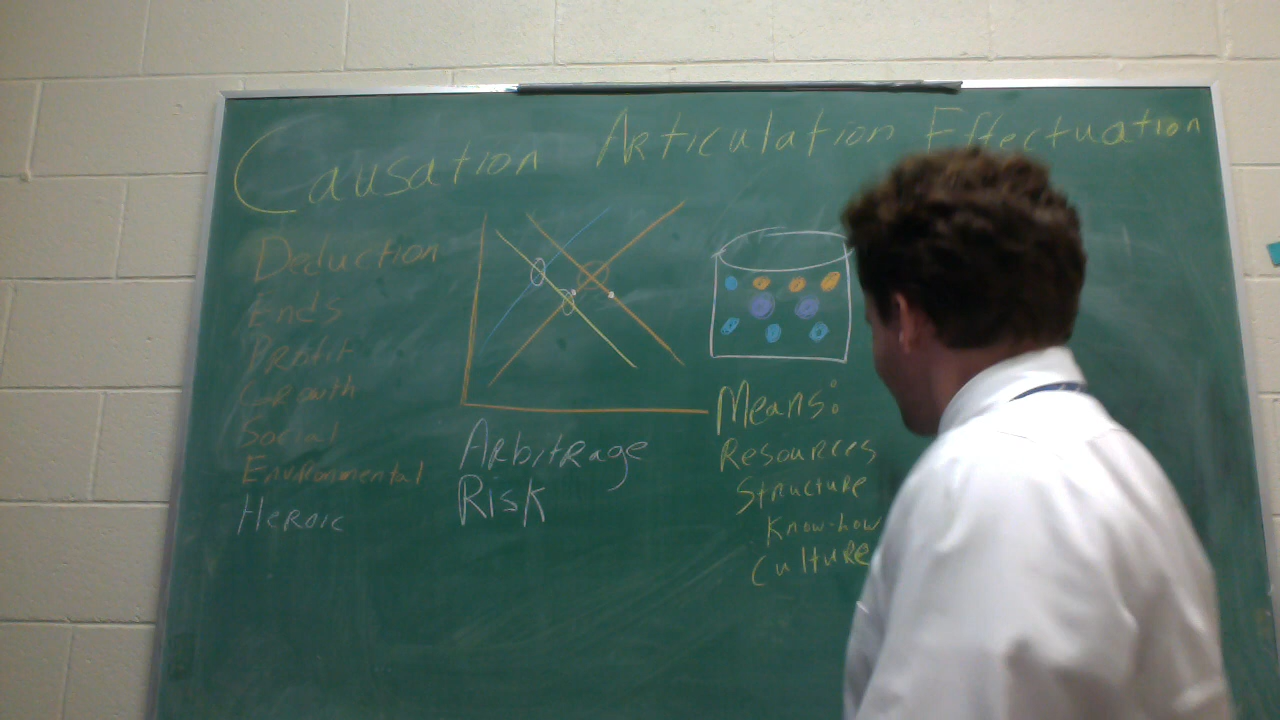 Causation Articulation Effectuation
Deduction
Ends
Profit
Growth
Social
Environmental
Heroic
Arbitrage
Risk
Means:
Resources
Structure
Know-how
Culture